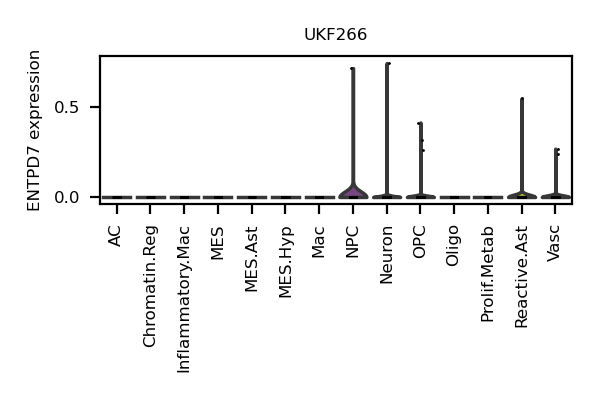 UKF266
ENTPD7 expression
0.5
0.0
AC
Chromatin.Reg
Inflammatory.Mac
MES
MES.Ast
MES.Hyp
Mac
NPC
Neuron
OPC
Oligo
Prolif.Metab
Reactive.Ast
Vasc